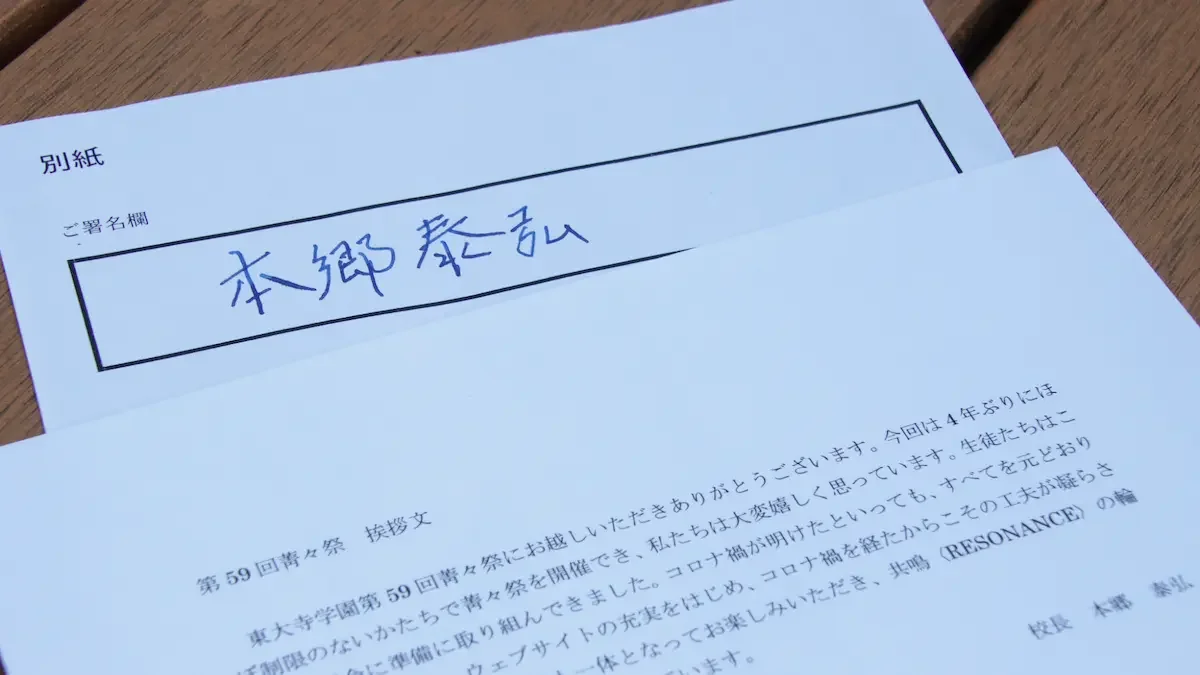 別紙
ご署名欄
本郷泰弘
第59回菁々祭　挨拶文
東大寺学園第59回菁々祭にお越しいただきありがとうございます。今回は4年ぶりにほ
ぼ制限のないかたちで菁々祭を開催でき、私たちは大変嬉しく思っています。生徒たちはこ
に準備に取り組んできました。コロナ禍が明けたといっても、すべてを元どおり
ウェブサイトの充実をはじめ、コロナ禍を経たからこその工夫が凝らさ
一体となってお楽しみいただき、共鳴（RESONANCE）の輪
います。
校長　本郷　泰弘